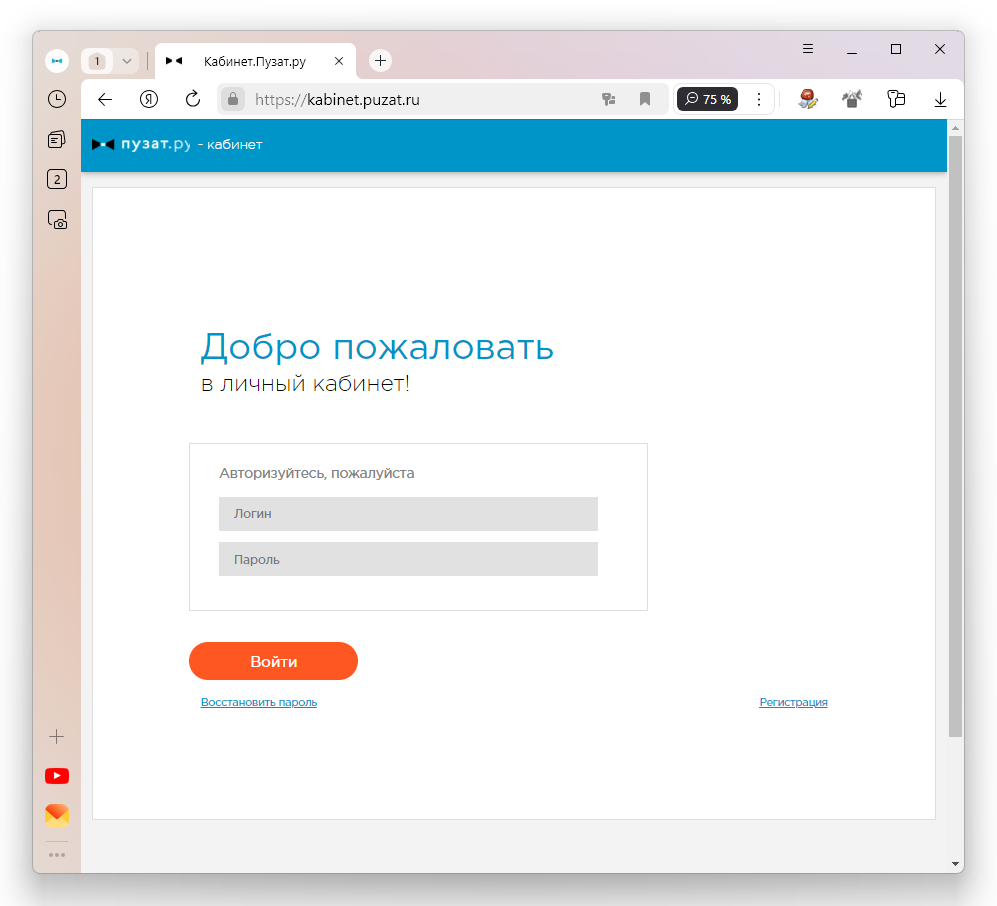 1
Кабинет.Пузат.ру
Я
https://kabinet.puzat.ru
75 %
2
пузат.ру - кабинет
Добро пожаловать
в личный кабинет!
Авторизуйтесь, пожалуйста
Логин
Пароль
Войти
Восстановить пароль
Регистрация